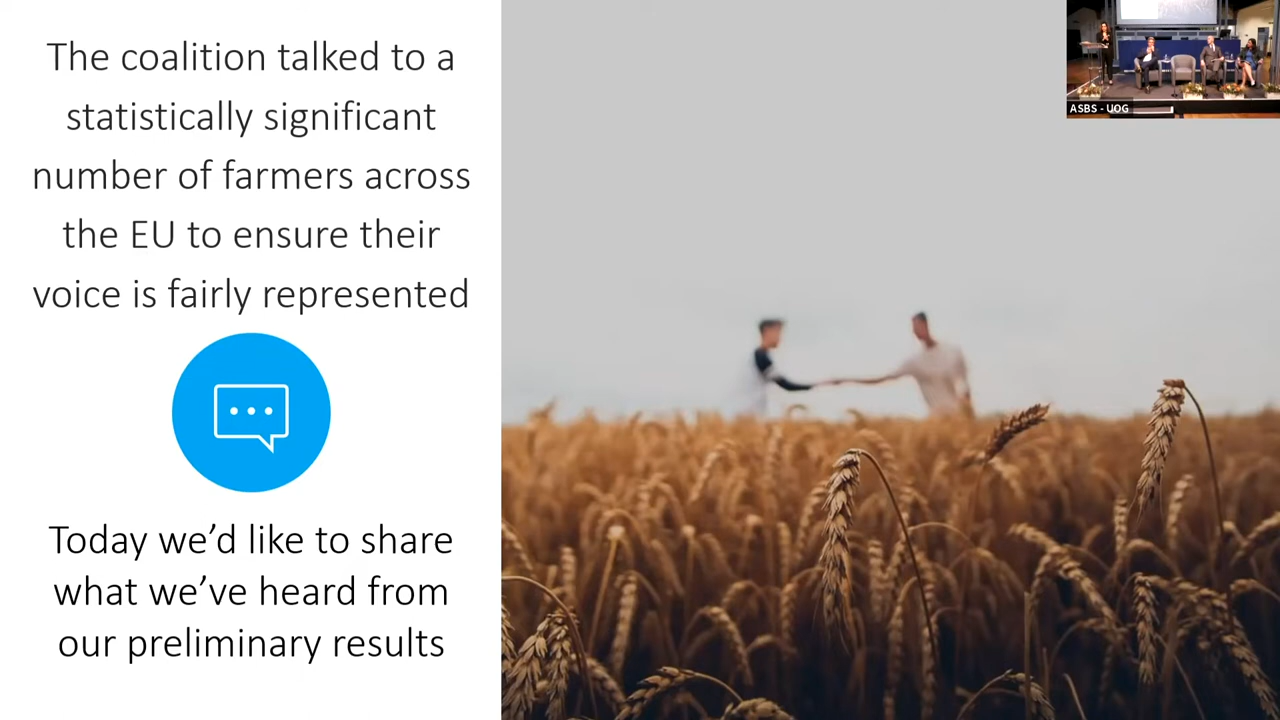 The coalition talked to a
statistically significant
number of farmers across
the EU to ensure their
voice is fairly represented
Today we’d like to share
what we’ve heard from
our preliminary results
ASBS - UOG